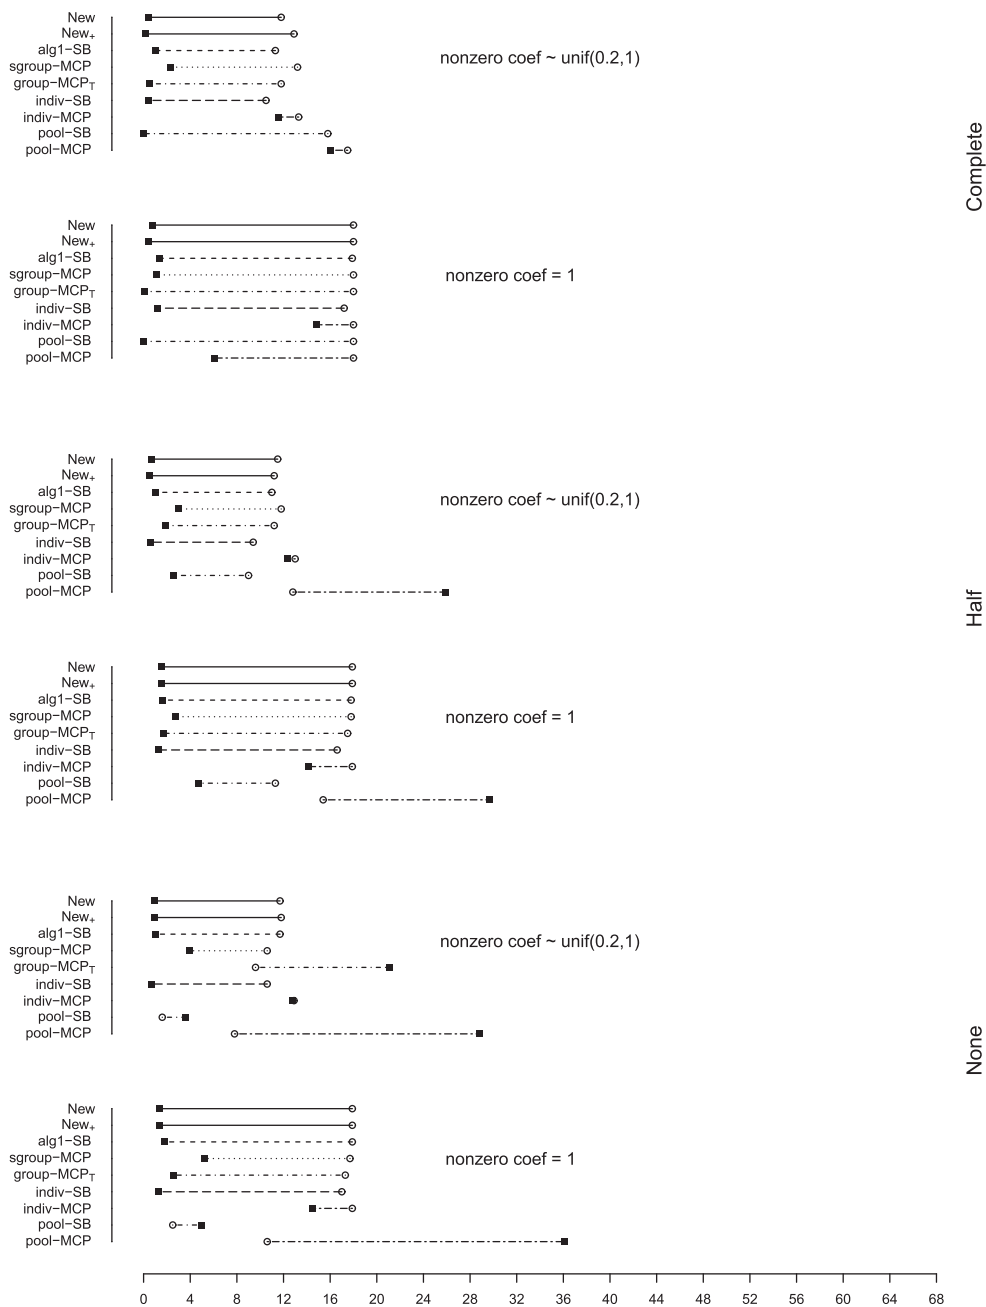 New
New+
alg1−SB
sgroup−MCP
group−MCPT
indiv−SB
indiv−MCP
pool−SB
pool−MCP
nonzero coef ~ unif(0.2,1)
New
New+
alg1−SB
sgroup−MCP
group−MCPT
indiv−SB
indiv−MCP
pool−SB
pool−MCP
nonzero coef = 1
Complete
New
New+
alg1−SB
sgroup−MCP
group−MCPT
indiv−SB
indiv−MCP
pool−SB
pool−MCP
nonzero coef ~ unif(0.2,1)
New
New+
alg1−SB
sgroup−MCP
group−MCPT
indiv−SB
indiv−MCP
pool−SB
pool−MCP
nonzero coef = 1
Half
New
New+
alg1−SB
sgroup−MCP
group−MCPT
indiv−SB
indiv−MCP
pool−SB
pool−MCP
nonzero coef ~ unif(0.2,1)
New
New+
alg1−SB
sgroup−MCP
group−MCPT
indiv−SB
indiv−MCP
pool−SB
pool−MCP
nonzero coef = 1
None
0 4 8 12 16 20 24 28 32 36 40 44 48 52 56 60 64 68